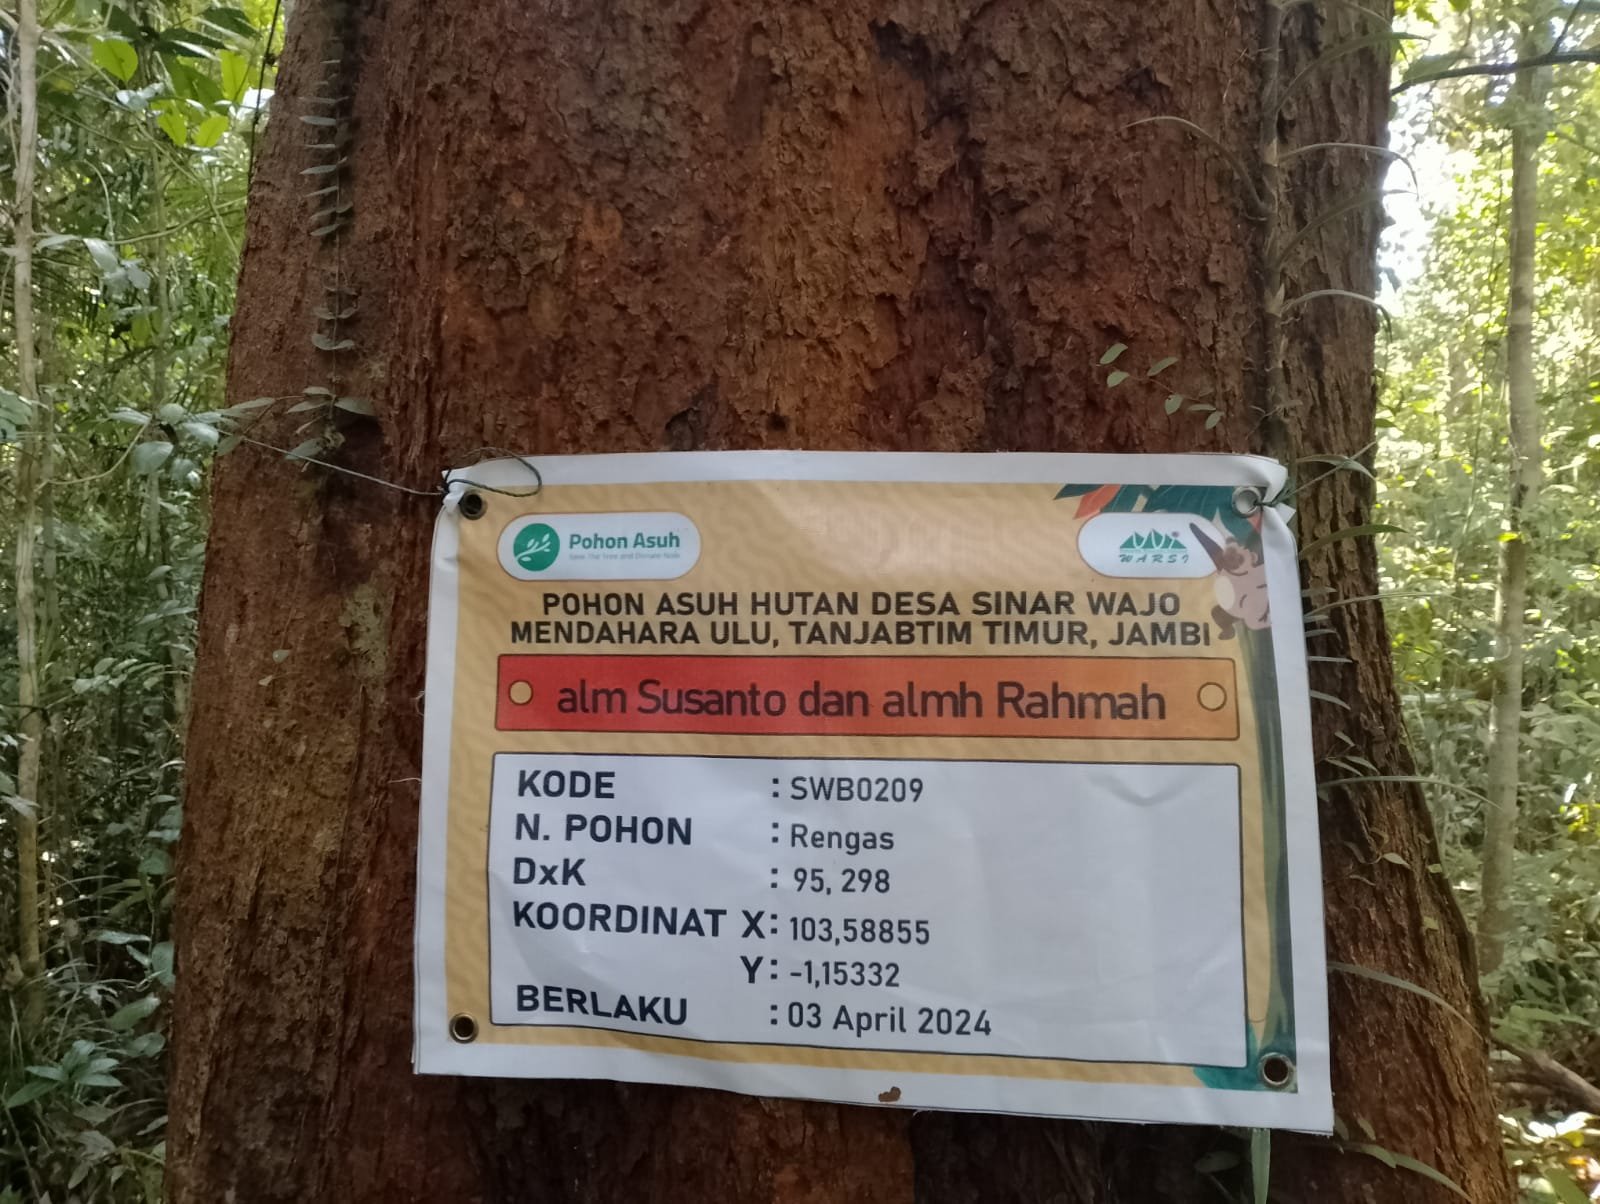 Pohon Asuh
POHON ASUH HUTAN DESA SINAR WAJO
MENDAHARA ULU, TANJABTIM TIMUR, JAMBI
WARSI
alm Susanto dan almh Rahmah
KODE : SWB0209
N. POHON : Rengas
DxK : 95, 298
KOORDINAT X: 103,58855
Y: -1,15332
BERLAKU : 03 April 2024